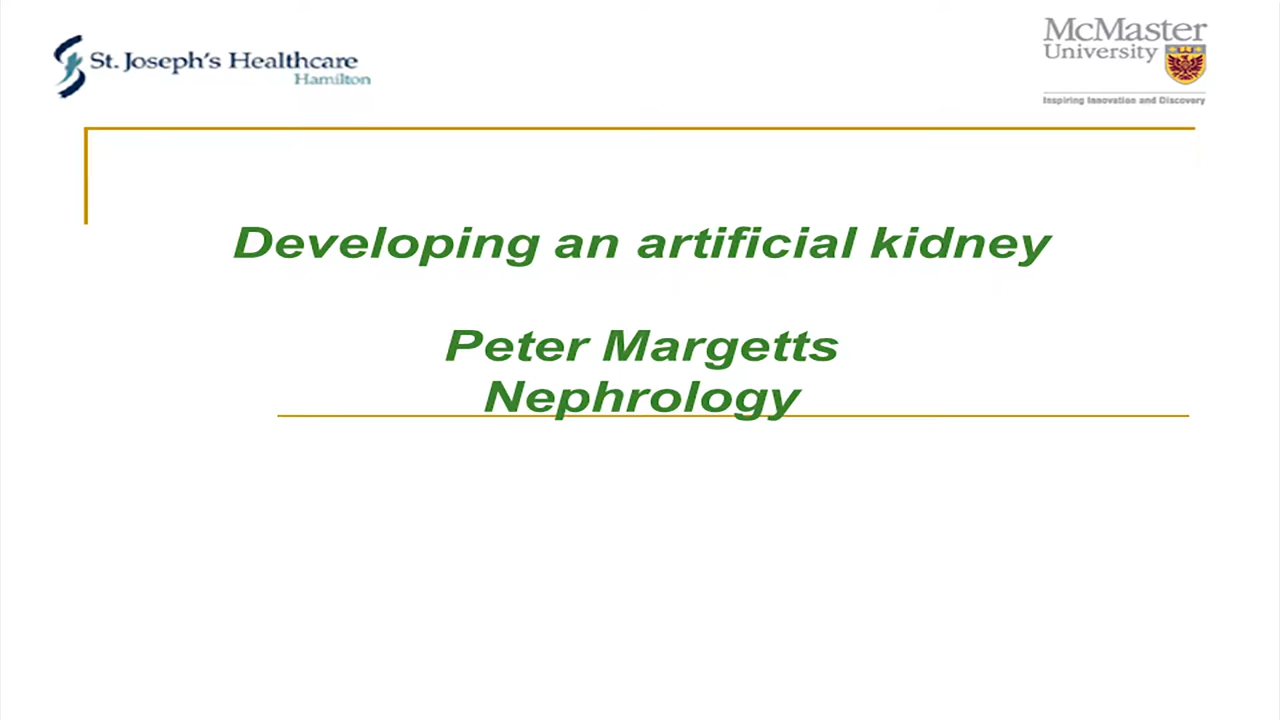 St. Joseph's Healthcare
Hamilton
McMaster
University
Inspiring Innovation and Discovery
Developing an artificial kidney
Peter Margetts
Nephrology